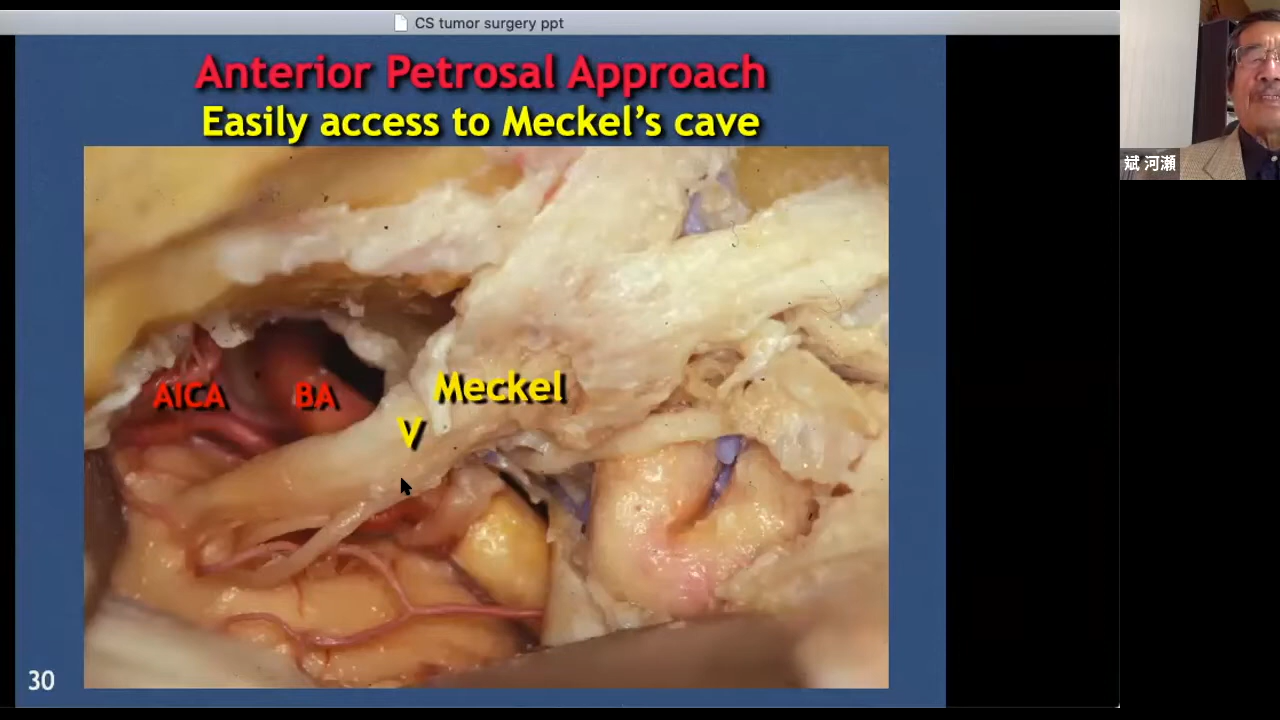 CS tumor surgery ppt
Anterior Petrosal Approach
Easily access to Meckel's cave
斌 河瀬
AICA
BA
Meckel
V
30